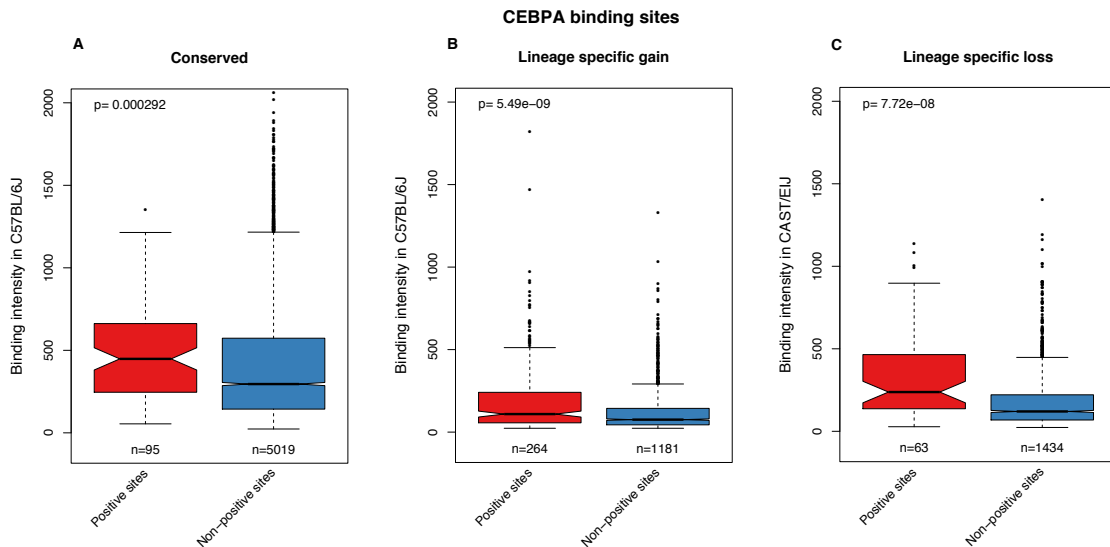 CEBPA binding sites
A
Conserved
Binding intensity in C57BL/6J
0
500
1000
1500
2000
p= 0.000292
n=95
n=5019
Positive sites
Non−positive sites
B
Lineage specific gain
Binding intensity in C57BL/6J
0
500
1000
1500
2000
p= 5.49e−09
n=264
n=1181
Positive sites
Non−positive sites
C
Lineage specific loss
Binding intensity in CAST/EIJ
0
500
1000
1500
2000
p= 7.72e−08
n=63
n=1434
Positive sites
Non−positive sites